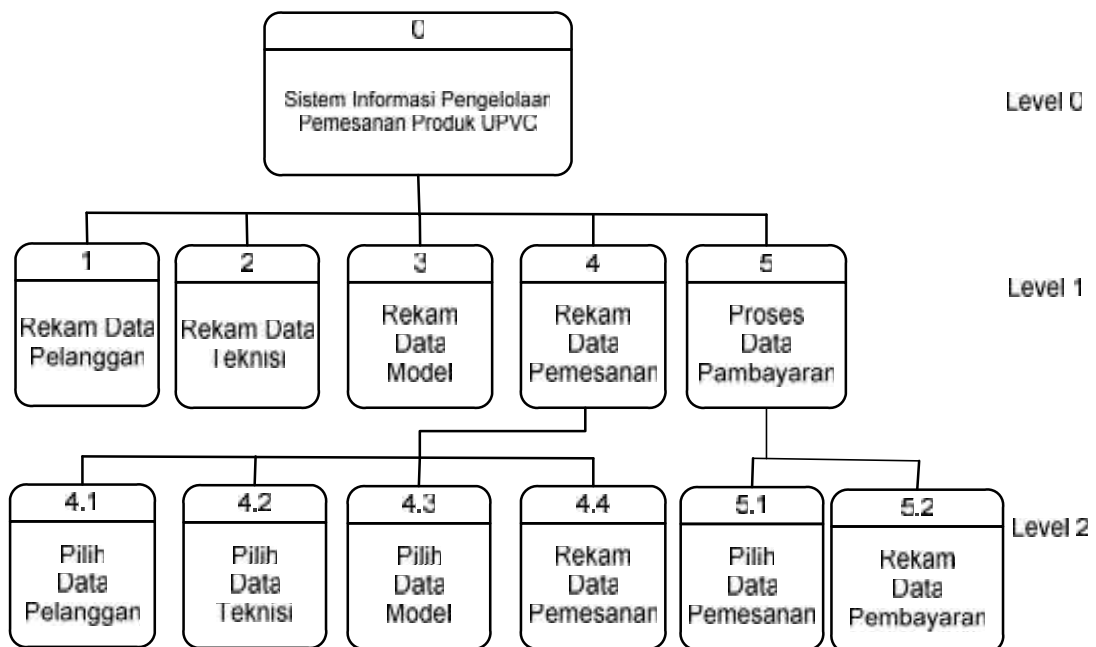 0
Sistem Informasi Pengelolaan
Pemesanan Produk UPVC
Level 0
1
Rekam Data
Pelanggan
2
Rekam Data
Teknisi
3
Rekam
Data
Model
4
Rekam
Data
Pemesanan
5
Proses
Data
Pambayaran
Level 1
4.1
Pilih
Data
Pelanggan
4.2
Pilih
Data
Teknisi
4.3
Pilih
Data
Model
4.4
Rekam
Data
Pemesanan
5.1
Pilih
Data
Pemesanan
5.2
Rekam
Data
Pembayaran
Level 2